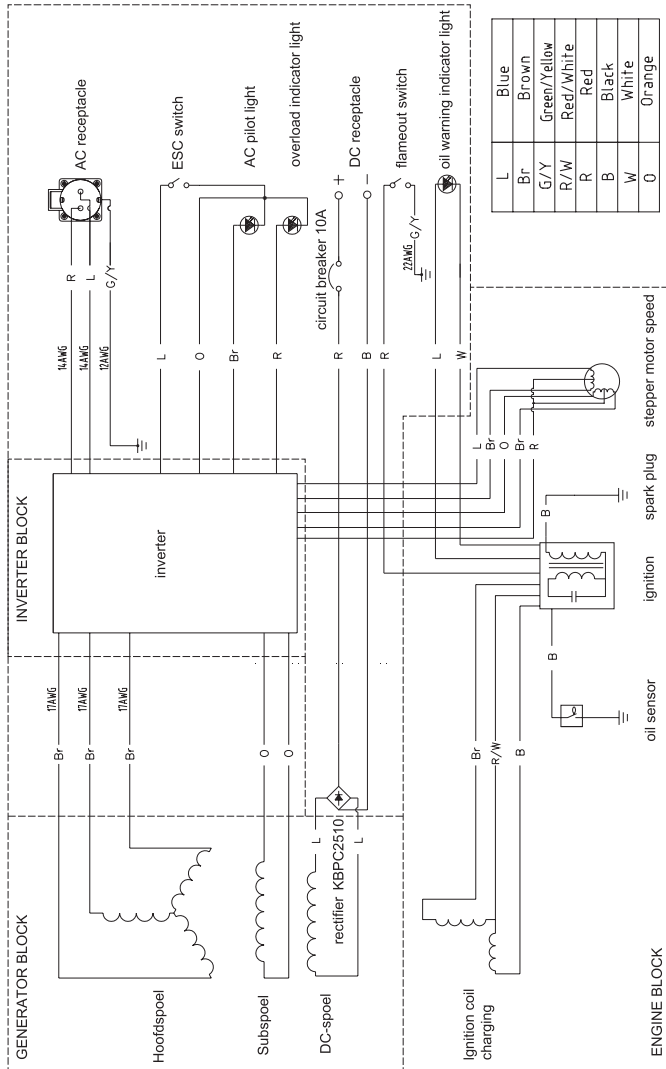 GENERATOR BLOCK
INVERTER BLOCK
ENGINE BLOCK
Hoofdspoel
Subspoel
DC-spoel
rectifier KBPC2510
Br
17AWG
Br
17AWG
Br
17AWG
O
O
L
L
inverter
14AWG
R
14AWG
L
12AWG
G/Y
L
O
Br
R
R
B
R
L
W
AC receptacle
ESC switch
AC pilot light
overload indicator light
circuit breaker 10A
+
DC receptacle
–
flameout switch
22AWG
G/Y
oil warning indicator light
L Blue
Br Brown
G/Y Green/Yellow
R/W Red/White
R Red
B Black
W White
O Orange
Ignition coil
charging
Br
R/W
B
oil sensor
B
ignition
B
spark plug
L
Br
O
Br
R
stepper motor speed